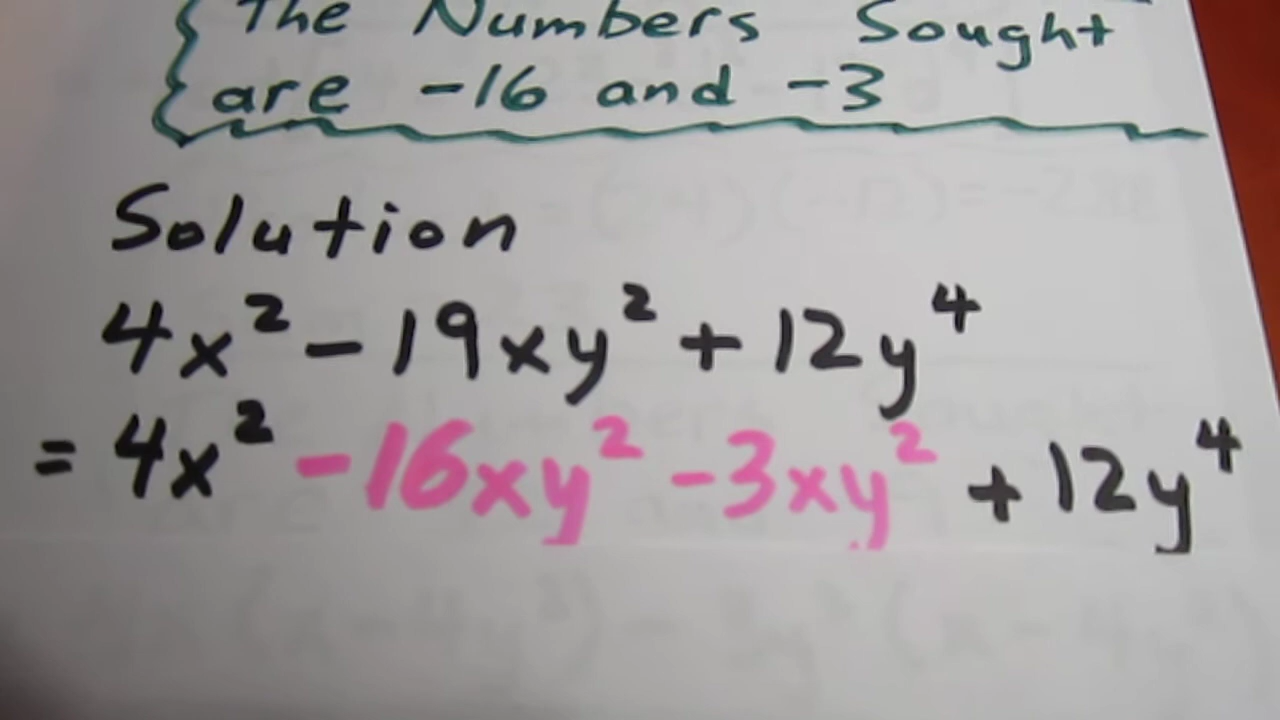 The Numbers Sought
are -16 and -3
Solution
4x² - 19xy² + 12y⁴
= 4x² - 16xy² - 3xy² + 12y⁴